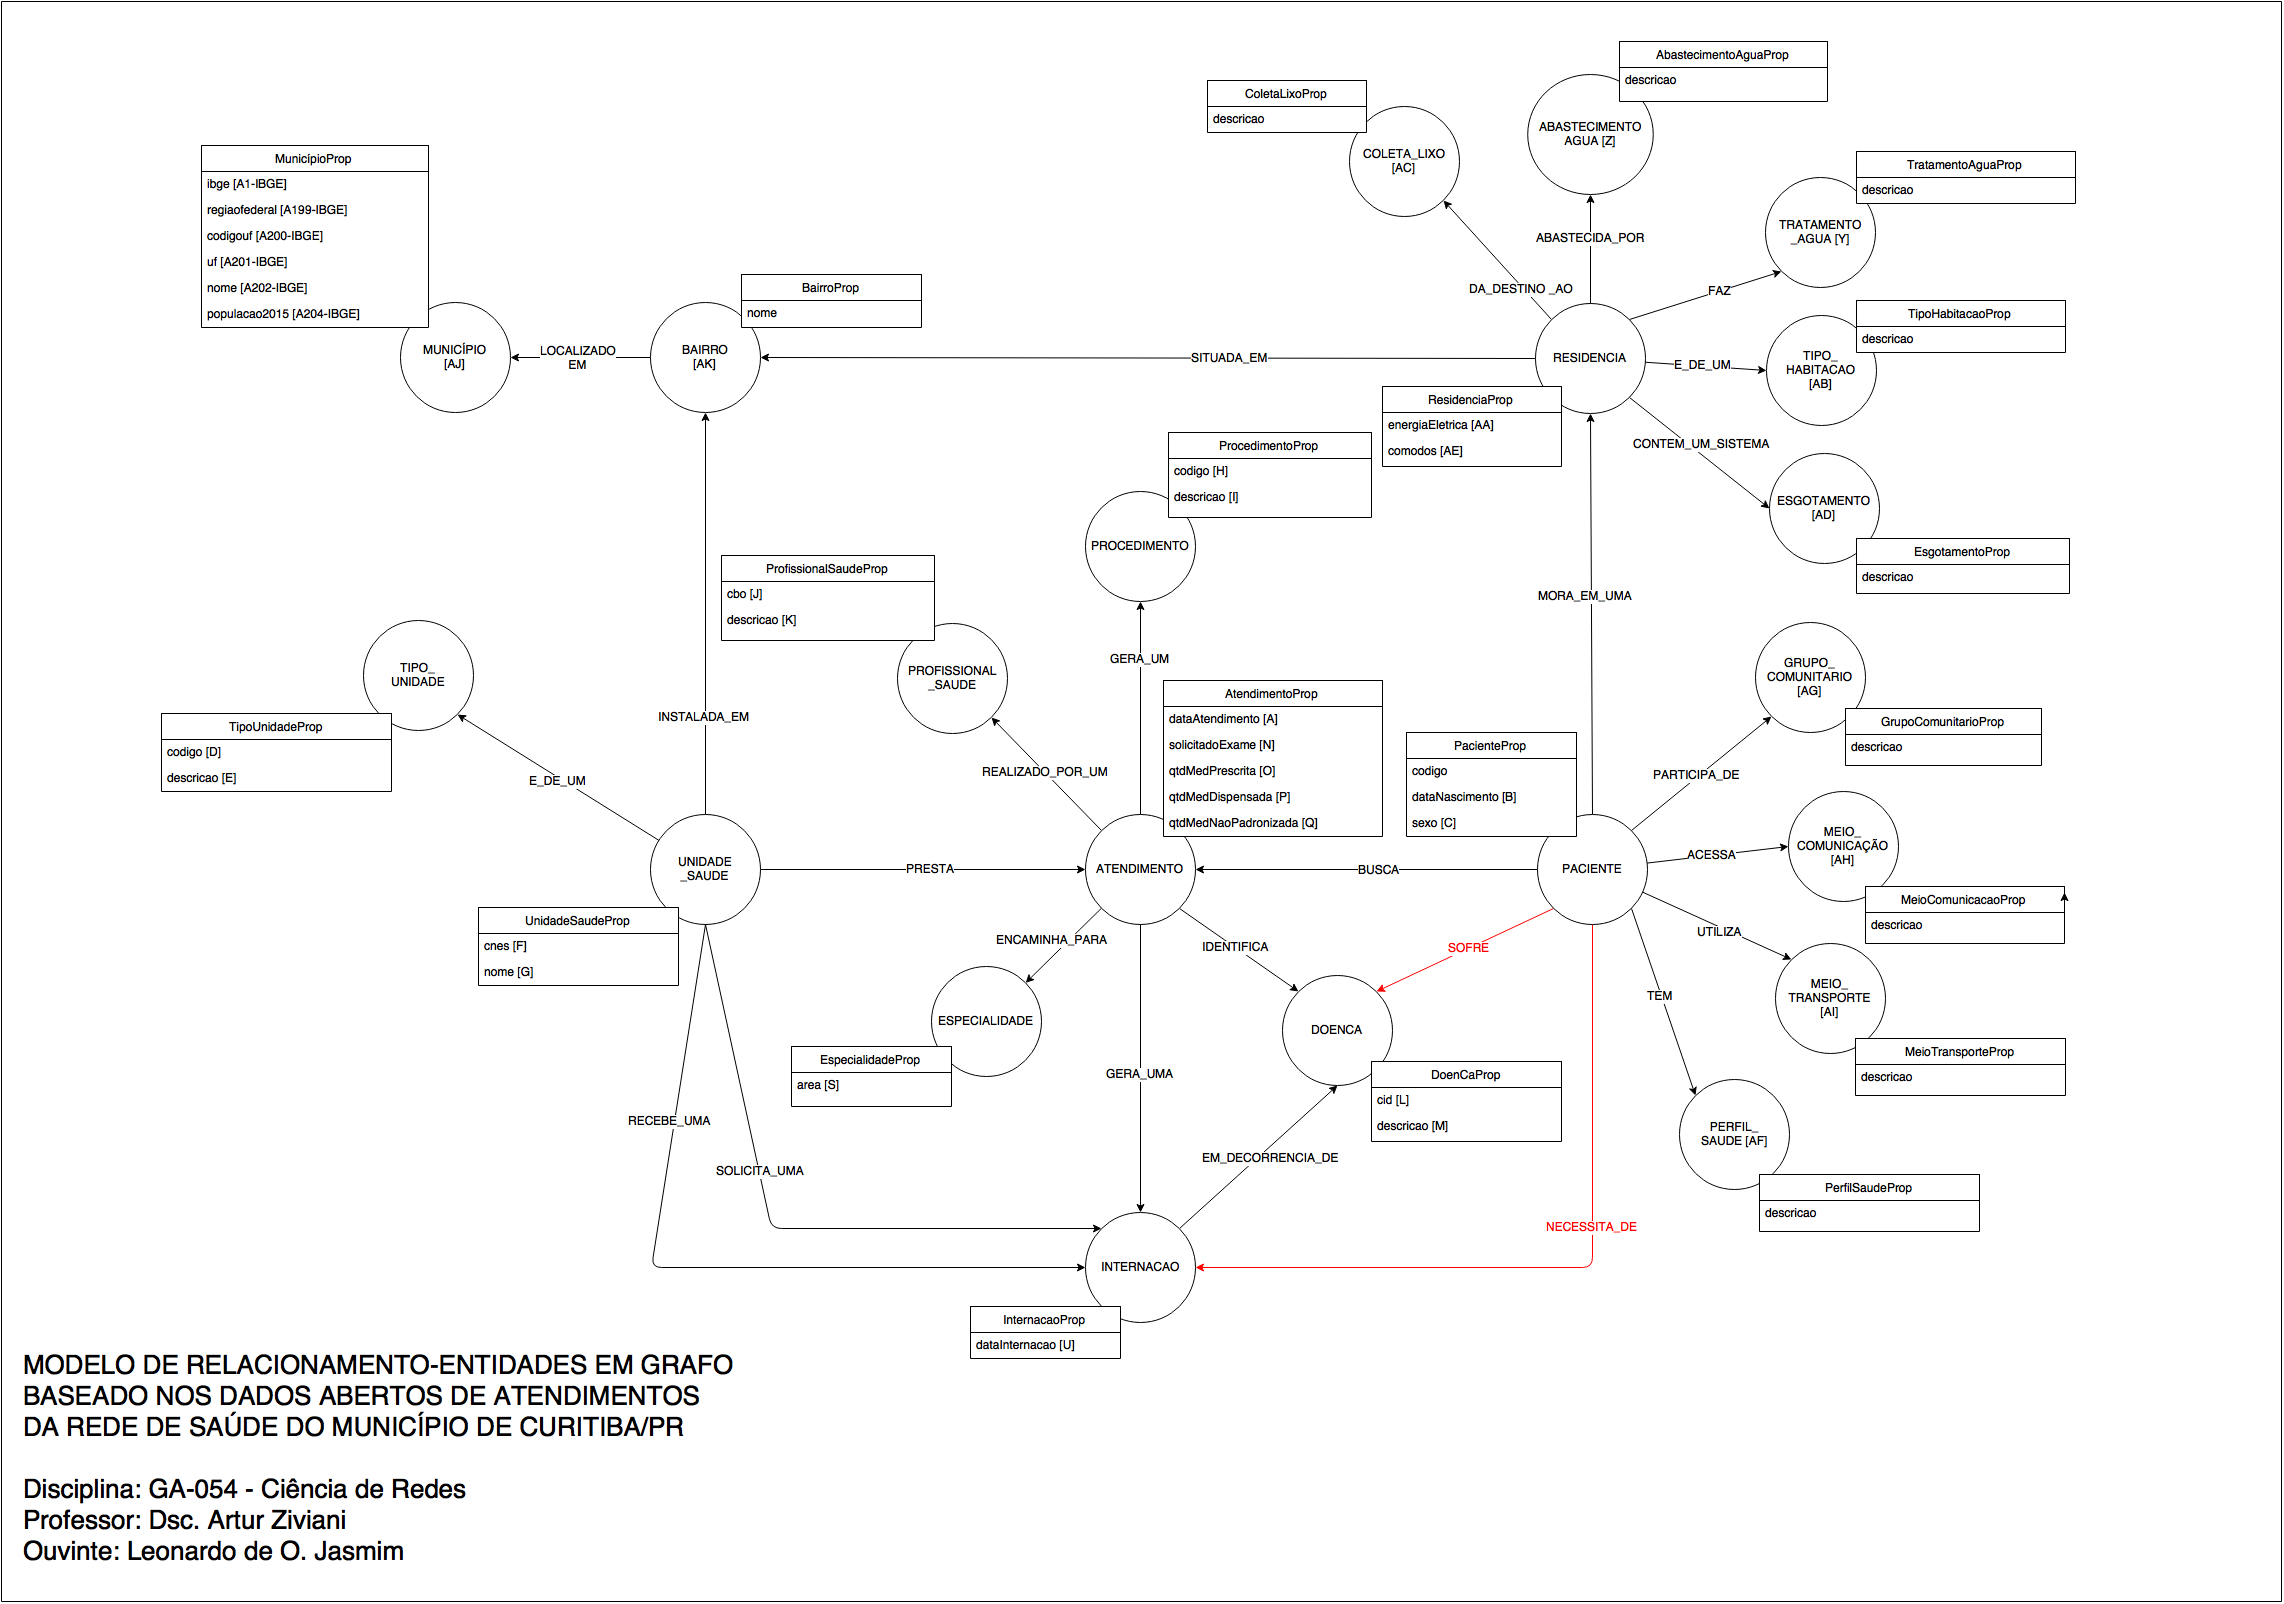 AbastecimentoAguaProp
descricao
ColetaLixoProp
descricao
ABASTECIMENTO
AGUA [Z]
COLETA_LIXO
[AC]
MunicípioProp
ibge [A1-IBGE]
regiaofederal [A199-IBGE]
codigouf [A200-IBGE]
uf [A201-IBGE]
nome [A202-IBGE]
populacao2015 [A204-IBGE]
TratamentoAguaProp
descricao
TRATAMENTO
_AGUA [Y]
ABASTECIDA_POR
DA_DESTINO _AO
FAZ
BairroProp
nome
TipoHabitacaoProp
descricao
MUNICÍPIO
[AJ]
LOCALIZADO
EM
BAIRRO
[AK]
SITUADA_EM
RESIDENCIA
E_DE_UM
TIPO_
HABITACAO
[AB]
ResidenciaProp
energiaEletrica [AA]
comodos [AE]
CONTEM_UM_SISTEMA
ProcedimentoProp
codigo [H]
descricao [I]
ESGOTAMENTO
[AD]
PROCEDIMENTO
EsgotamentoProp
descricao
ProfissionalSaudeProp
cbo [J]
descricao [K]
MORA_EM_UMA
TIPO_
UNIDADE
PROFISSIONAL
_SAUDE
GERA_UM
GRUPO_
COMUNITARIO
[AG]
AtendimentoProp
dataAtendimento [A]
solicitadoExame [N]
qtdMedPrescrita [O]
qtdMedDispensada [P]
qtdMedNaoPadronizada [Q]
TipoUnidadeProp
codigo [D]
descricao [E]
INSTALADA_EM
GrupoComunitarioProp
descricao
PacienteProp
codigo
dataNascimento [B]
sexo [C]
E_DE_UM
REALIZADO_POR_UM
PARTICIPA_DE
UNIDADE
_SAUDE
PRESTA
ATENDIMENTO
BUSCA
PACIENTE
ACESSA
MEIO_
COMUNICAÇÃO
[AH]
MeioComunicacaoProp
descricao
UnidadeSaudeProp
cnes [F]
nome [G]
ENCAMINHA_PARA
IDENTIFICA
SOFRE
UTILIZA
TEM
MEIO_
TRANSPORTE
[AI]
ESPECIALIDADE
DOENCA
EspecialidadeProp
area [S]
GERA_UMA
DoenCaProp
cid [L]
descricao [M]
MeioTransporteProp
descricao
RECEBE_UMA
SOLICITA_UMA
EM_DECORRENCIA_DE
PERFIL_
SAUDE [AF]
PerfilSaudeProp
descricao
NECESSITA_DE
INTERNACAO
InternacaoProp
dataInternacao [U]
MODELO DE RELACIONAMENTO-ENTIDADES EM GRAFO
BASEADO NOS DADOS ABERTOS DE ATENDIMENTOS
DA REDE DE SAÚDE DO MUNICÍPIO DE CURITIBA/PR
Disciplina: GA-054 - Ciência de Redes
Professor: Dsc. Artur Ziviani
Ouvinte: Leonardo de O. Jasmim